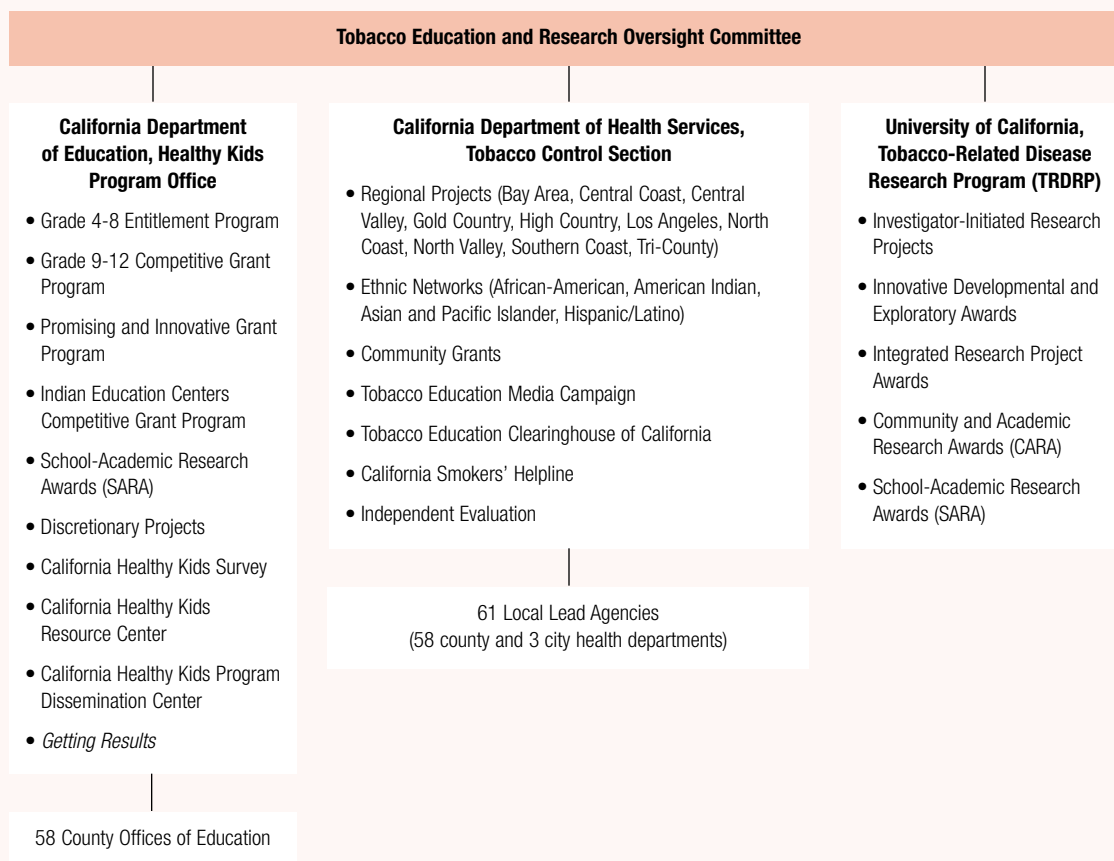 Tobacco Education and Research Oversight Committee
California Department
of Education, Healthy Kids
Program Office
• Grade 4-8 Entitlement Program
• Grade 9-12 Competitive Grant
Program
• Promising and Innovative Grant
Program
• Indian Education Centers
Competitive Grant Program
• School-Academic Research
Awards (SARA)
• Discretionary Projects
• California Healthy Kids Survey
• California Healthy Kids
Resource Center
• California Healthy Kids Program
Dissemination Center
• Getting Results
58 County Offices of Education
California Department of Health Services,
Tobacco Control Section
• Regional Projects (Bay Area, Central Coast, Central
Valley, Gold Country, High Country, Los Angeles, North
Coast, North Valley, Southern Coast, Tri-County)
• Ethnic Networks (African-American, American Indian,
Asian and Pacific Islander, Hispanic/Latino)
• Community Grants
• Tobacco Education Media Campaign
• Tobacco Education Clearinghouse of California
• California Smokers’ Helpline
• Independent Evaluation
61 Local Lead Agencies
(58 county and 3 city health departments)
University of California,
Tobacco-Related Disease
Research Program (TRDRP)
• Investigator-Initiated Research
Projects
• Innovative Developmental and
Exploratory Awards
• Integrated Research Project
Awards
• Community and Academic
Research Awards (CARA)
• School-Academic Research
Awards (SARA)